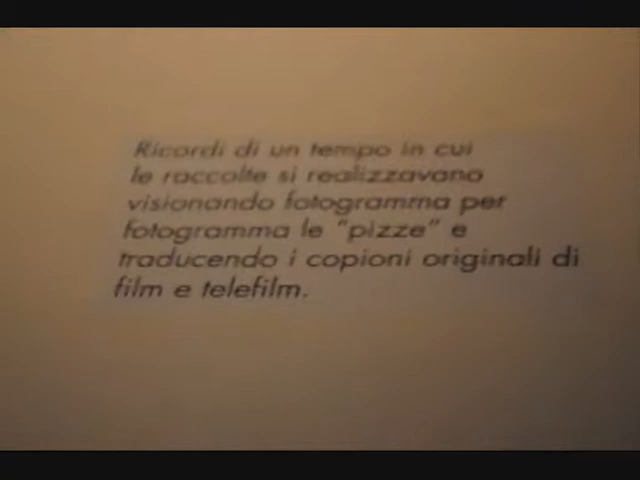 Ricordi di un tempo in cui
le raccolte si realizzavano
visionando fotogramma per
fotogramma le "pizze" e
traducendo i copioni originali di
film e telefilm.